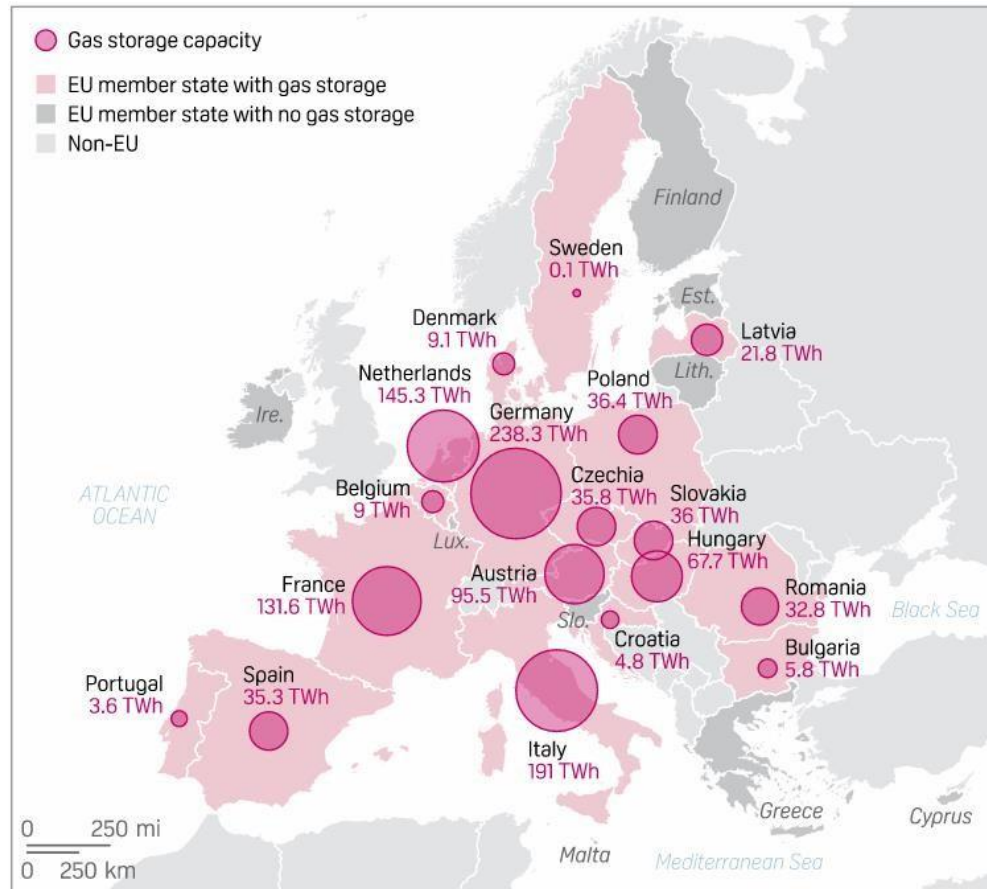 Gas storage capacity
EU member state with gas storage
EU member state with no gas storage
Non-EU
Finland
Sweden
0.1 TWh
Est.
Denmark
9.1 TWh
Latvia
21.8 TWh
Netherlands
145.3 TWh
Poland
36.4 TWh
Lith.
Ire.
Germany
238.3 TWh
Czechia
35.8 TWh
Slovakia
36 TWh
Belgium
9 TWh
ATLANTIC
OCEAN
Lux.
Hungary
67.7 TWh
France
131.6 TWh
Austria
95.5 TWh
Romania
32.8 TWh
Black Sea
Slo.
Croatia
4.8 TWh
Bulgaria
5.8 TWh
Portugal
3.6 TWh
Spain
35.3 TWh
Italy
191 TWh
Greece
Cyprus
0 250 mi
0 250 km
Malta
Mediterranean Sea